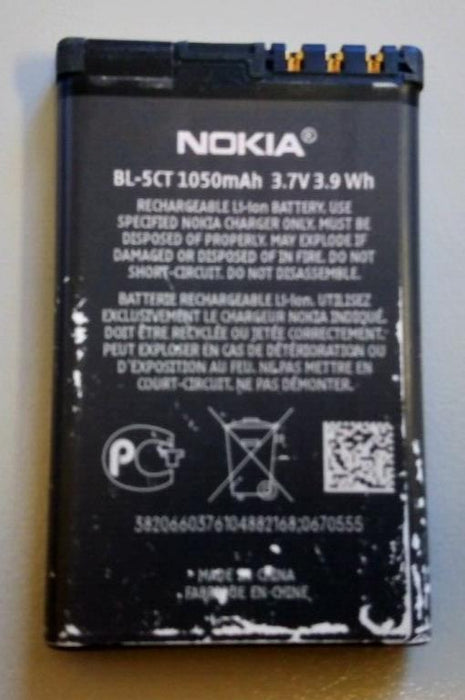 NOKIA®
BL-5CT 1050mAh 3.7V 3.9 Wh
RECHARGEABLE Li-Ion BATTERY. USE
SPECIFIED NOKIA CHARGER ONLY. MUST BE
DISPOSED OF PROPERLY. MAY EXPLODE IF
DAMAGED OR DISPOSED OF IN FIRE. DO NOT
SHORT-CIRCUIT. DO NOT DISASSEMBLE.
BATTERIE RECHARGEABLE Li-Ion. UTILISEZ
EXCLUSIVEMENT LE CHARGEUR NOKIA INDIQUÉ.
DOIT ÊTRE RECYCLÉE OU JETÉE CORRECTEMENT.
PEUT EXPLOSER EN CAS DE DÉTÉRIORATION OU
D'EXPOSITION AU FEU. NE PAS METTRE EN
COURT-CIRCUIT. NE PAS DÉMONTER.
3820660376104882168;0670555
MADE IN CHINA
FABRIQUÉ EN CHINE